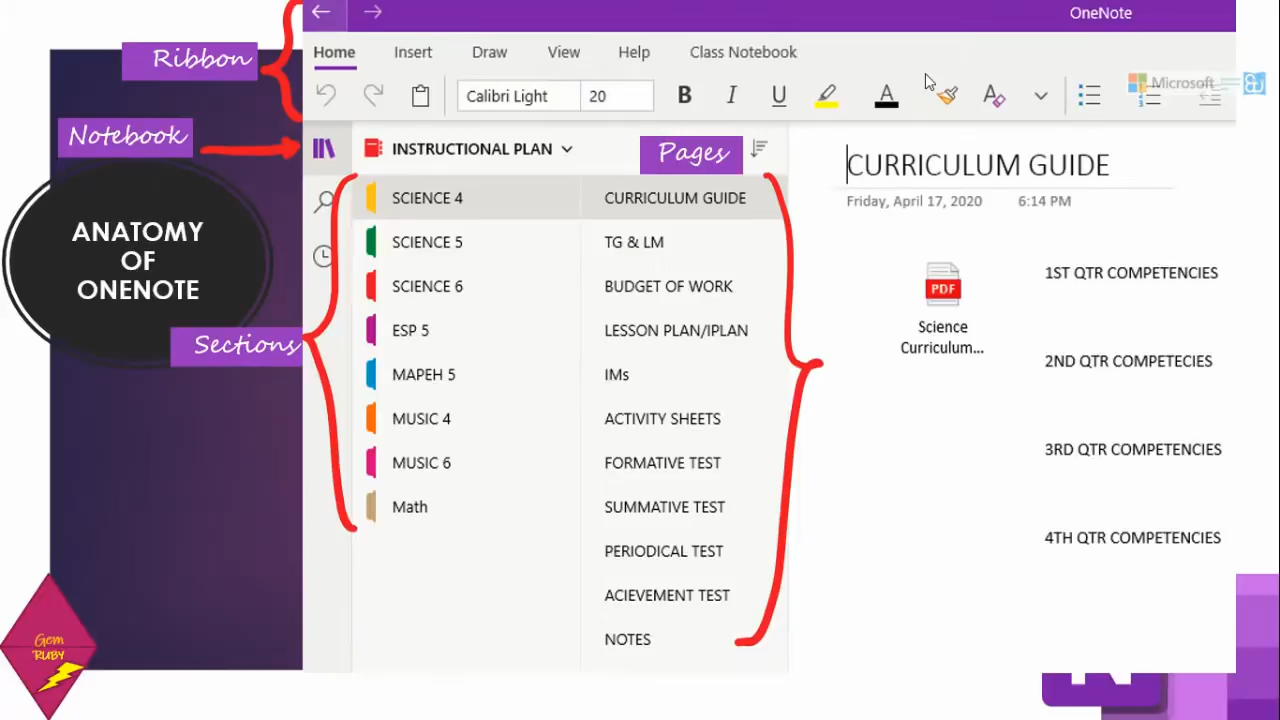 OneNote
Ribbon
Home Insert Draw View Help Class Notebook
Calibri Light 20 B I U A A
Microsoft
Notebook
INSTRUCTIONAL PLAN
Pages
CURRICULUM GUIDE
Friday, April 17, 2020 6:14 PM
ANATOMY
OF
ONENOTE
Sections
SCIENCE 4
SCIENCE 5
SCIENCE 6
ESP 5
MAPEH 5
MUSIC 4
MUSIC 6
Math
CURRICULUM GUIDE
TG & LM
BUDGET OF WORK
LESSON PLAN/IPLAN
IMs
ACTIVITY SHEETS
FORMATIVE TEST
SUMMATIVE TEST
PERIODICAL TEST
ACIEVEMENT TEST
NOTES
PDF
Science
Curriculum...
1ST QTR COMPETENCIES
2ND QTR COMPETECIES
3RD QTR COMPETENCIES
4TH QTR COMPETENCIES
Gem
RUBY